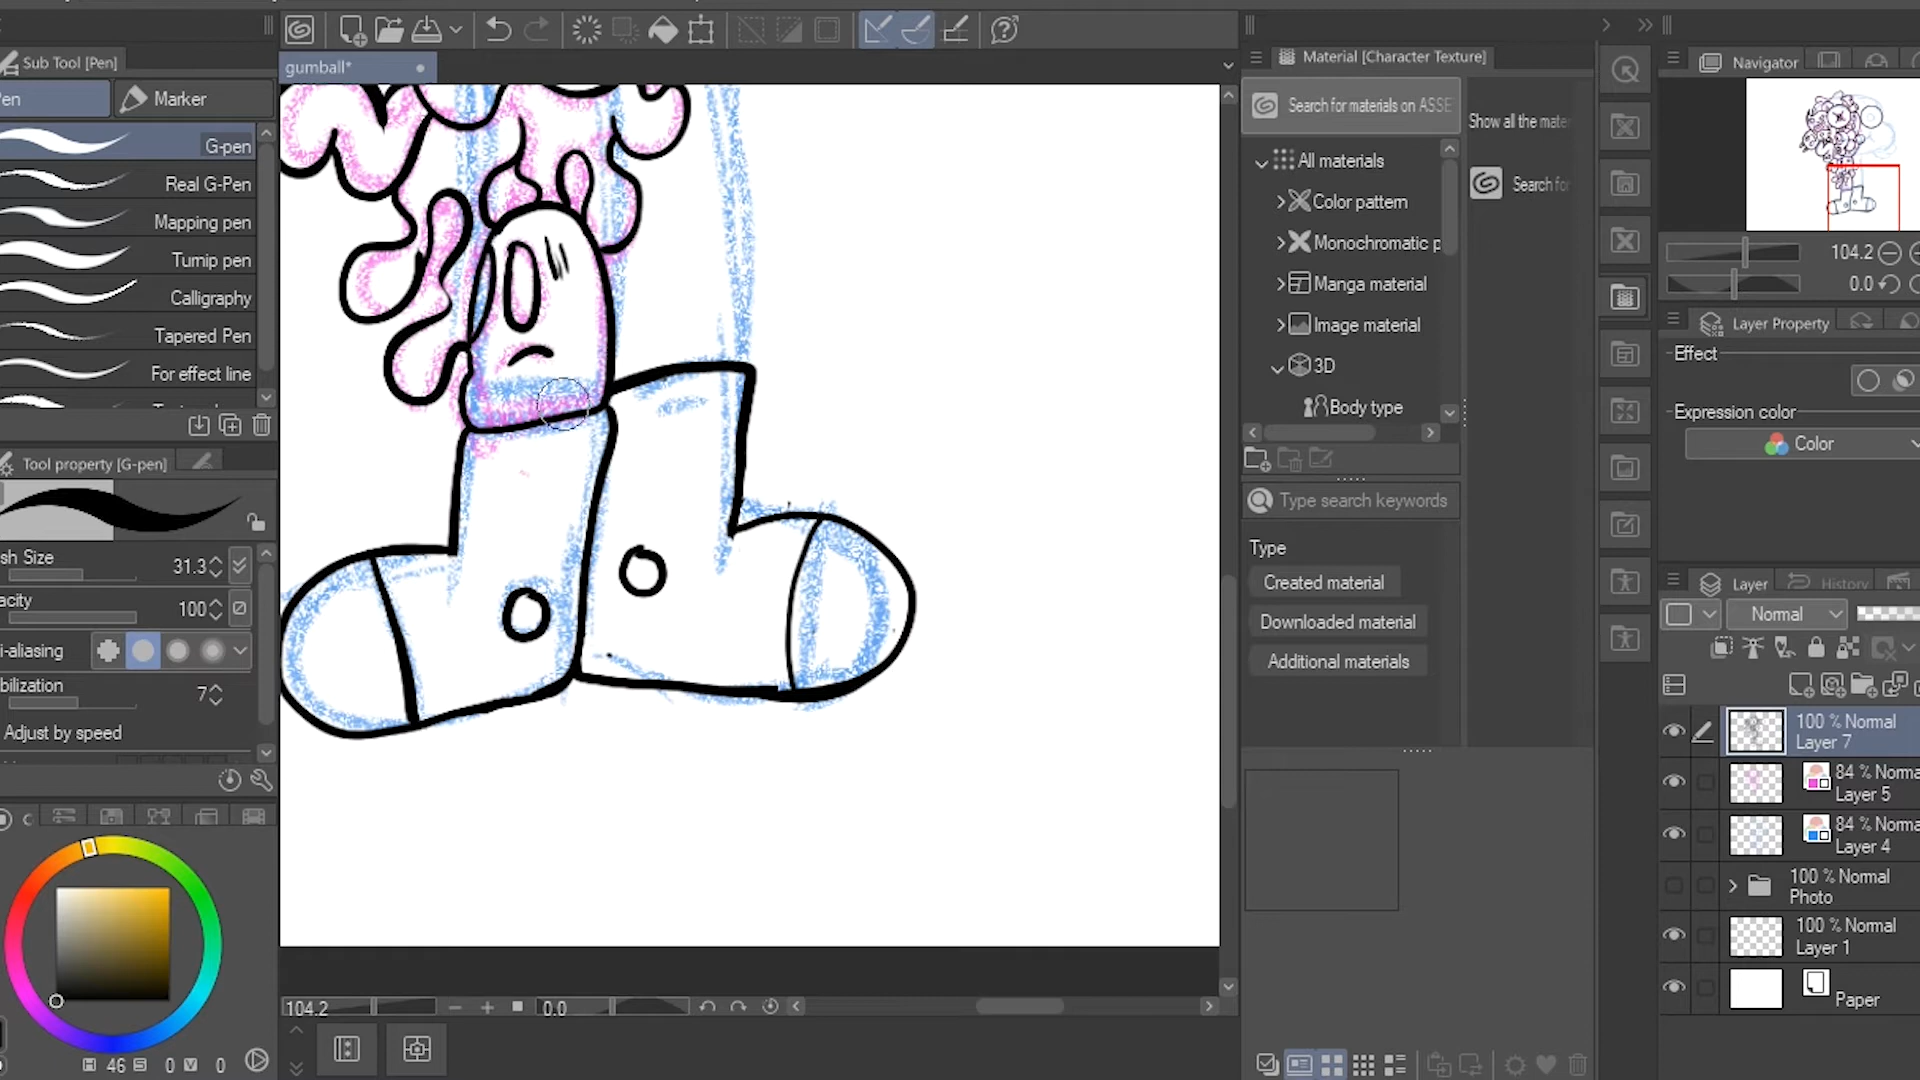 Sub Tool [Pen]
en
Marker
G-pen
Real G-Pen
Mapping pen
Turnip pen
Calligraphy
Tapered Pen
For effect line
Tool property [G-pen]
sh Size
31.3
acity
100
i-aliasing
bilization
7
Adjust by speed
H 46 S 0 V 0
gumball*
104.2
0.0
Material [Character Texture]
Search for materials on ASSE
Show all the mate
Search fo
All materials
Color pattern
Monochromatic p
Manga material
Image material
3D
Body type
Type search keywords
Type
Created material
Downloaded material
Additional materials
Navigator
104.2
0.0
Layer Property
Effect
Expression color
Color
Layer
History
Normal
100 % Normal
Layer 7
84 % Norma
Layer 5
84 % Norma
Layer 4
100 % Normal
Photo
100 % Normal
Layer 1
Paper